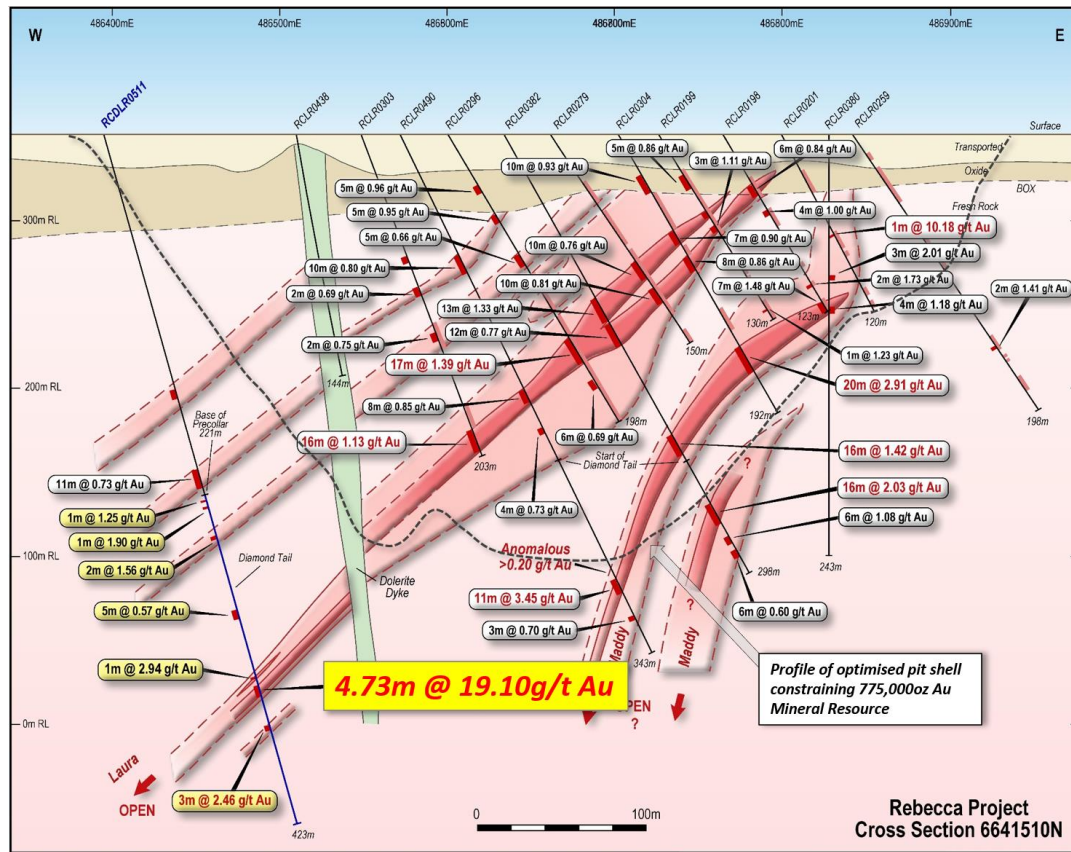 486400mE
486500mE
486600mE
486700mE
486800mE
486900mE
W
E
RCDLR0511
RCLR0438
RCLR0303
RCLR0490
RCLR0296
RCLR0382
RCLR0279
RCLR0304
RCLR0199
RCLR0198
RCLR0201
RCLR0380
RCLR0259
Surface
Transported
Oxide
BOX
Fresh Rock
300m RL
200m RL
100m RL
0m RL
5m @ 0.86 g/t Au
6m @ 0.84 g/t Au
3m @ 1.11 g/t Au
10m @ 0.93 g/t Au
5m @ 0.96 g/t Au
5m @ 0.95 g/t Au
4m @ 1.00 g/t Au
1m @ 10.18 g/t Au
5m @ 0.66 g/t Au
7m @ 0.90 g/t Au
10m @ 0.76 g/t Au
3m @ 2.01 g/t Au
8m @ 0.86 g/t Au
10m @ 0.80 g/t Au
2m @ 1.73 g/t Au
10m @ 0.81 g/t Au
7m @ 1.48 g/t Au
2m @ 1.41 g/t Au
2m @ 0.69 g/t Au
4m @ 1.18 g/t Au
13m @ 1.33 g/t Au
130m
123m
120m
12m @ 0.77 g/t Au
2m @ 0.75 g/t Au
150m
1m @ 1.23 g/t Au
17m @ 1.39 g/t Au
144m
20m @ 2.91 g/t Au
8m @ 0.85 g/t Au
Base of
Precollar
221m
198m
192m
198m
6m @ 0.69 g/t Au
16m @ 1.13 g/t Au
203m
Start of
Diamond Tail
16m @ 1.42 g/t Au
?
11m @ 0.73 g/t Au
16m @ 2.03 g/t Au
4m @ 0.73 g/t Au
1m @ 1.25 g/t Au
6m @ 1.08 g/t Au
1m @ 1.90 g/t Au
Anomalous
>0.20 g/t Au
Diamond Tail
243m
2m @ 1.56 g/t Au
298m
Dolerite
Dyke
11m @ 3.45 g/t Au
?
5m @ 0.57 g/t Au
6m @ 0.60 g/t Au
3m @ 0.70 g/t Au
Maddy
Maddy
343m
1m @ 2.94 g/t Au
4.73m @ 19.10g/t Au
Profile of optimised pit shell
constraining 775,000oz Au
Mineral Resource
OPEN
?
Laura
OPEN
3m @ 2.46 g/t Au
423m
0
100m
Rebecca Project
Cross Section 6641510N